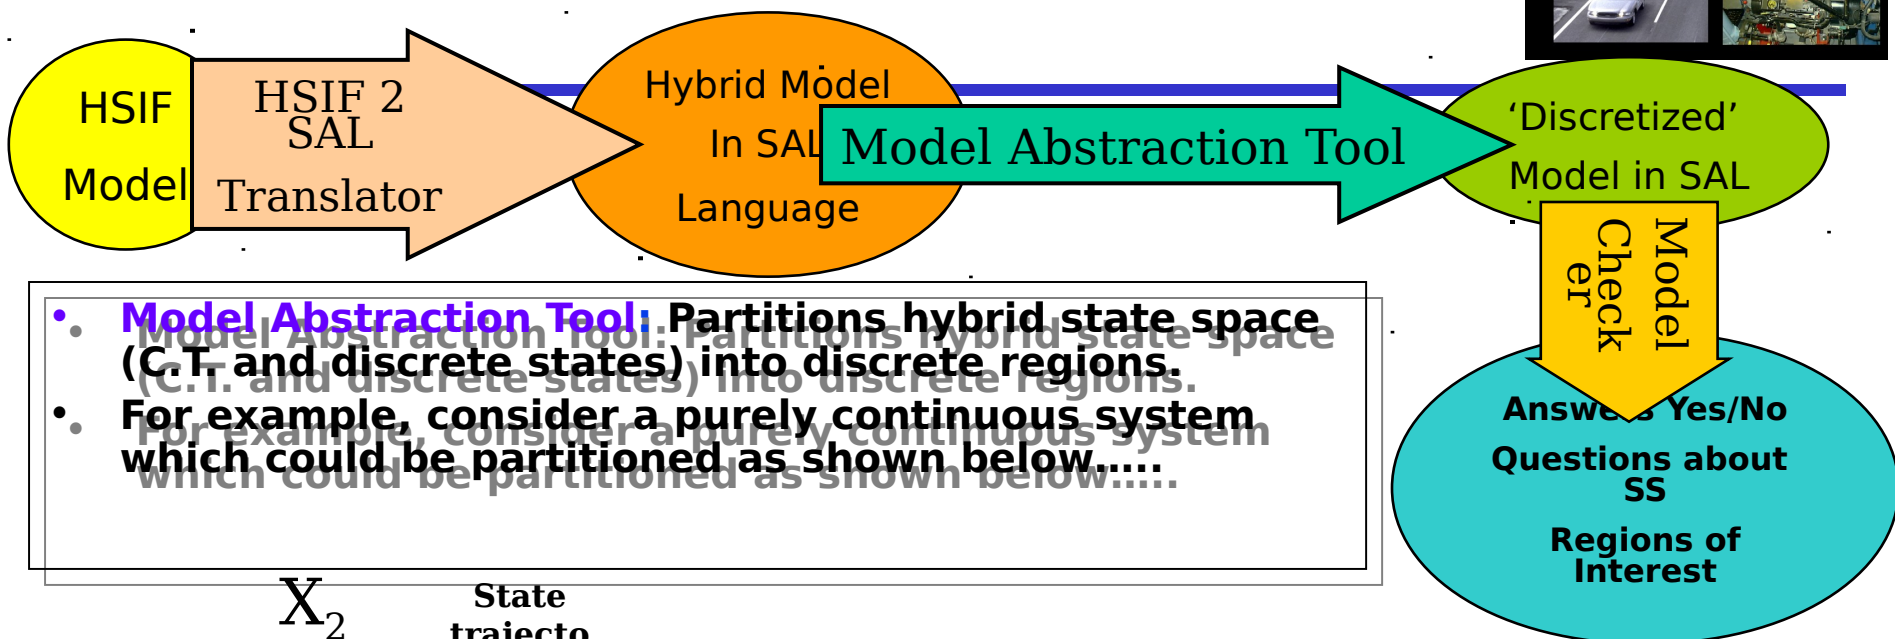 HSIF
Model
HSIF 2
SAL
Translator
Hybrid Model
In SAL
Language
Model Abstraction Tool
‘Discretized’
Model in SAL
Model
Check
er
• Model Abstraction Tool: Partitions hybrid state space
(C.T. and discrete states) into discrete regions.
• For example, consider a purely continuous system
which could be partitioned as shown below…..
Answers Yes/No
Questions about
SS
Regions of
Interest
X2
State
trajecto